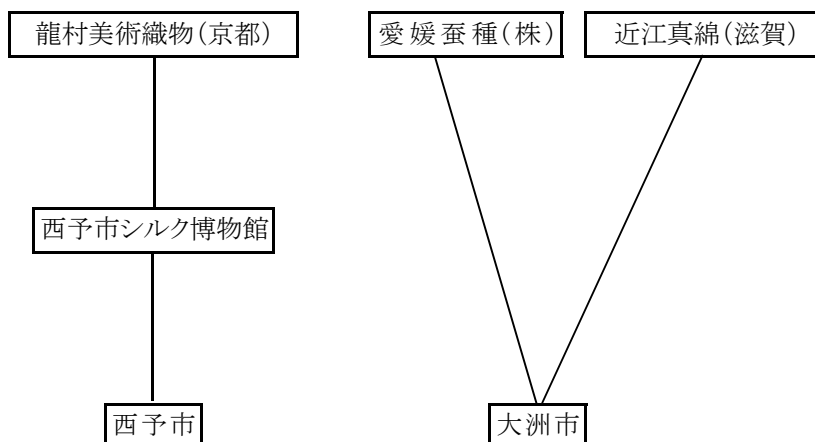 龍村美術織物(京都)
愛媛蚕種(株)
近江真綿(滋賀)
西予市シルク博物館
西予市
大洲市